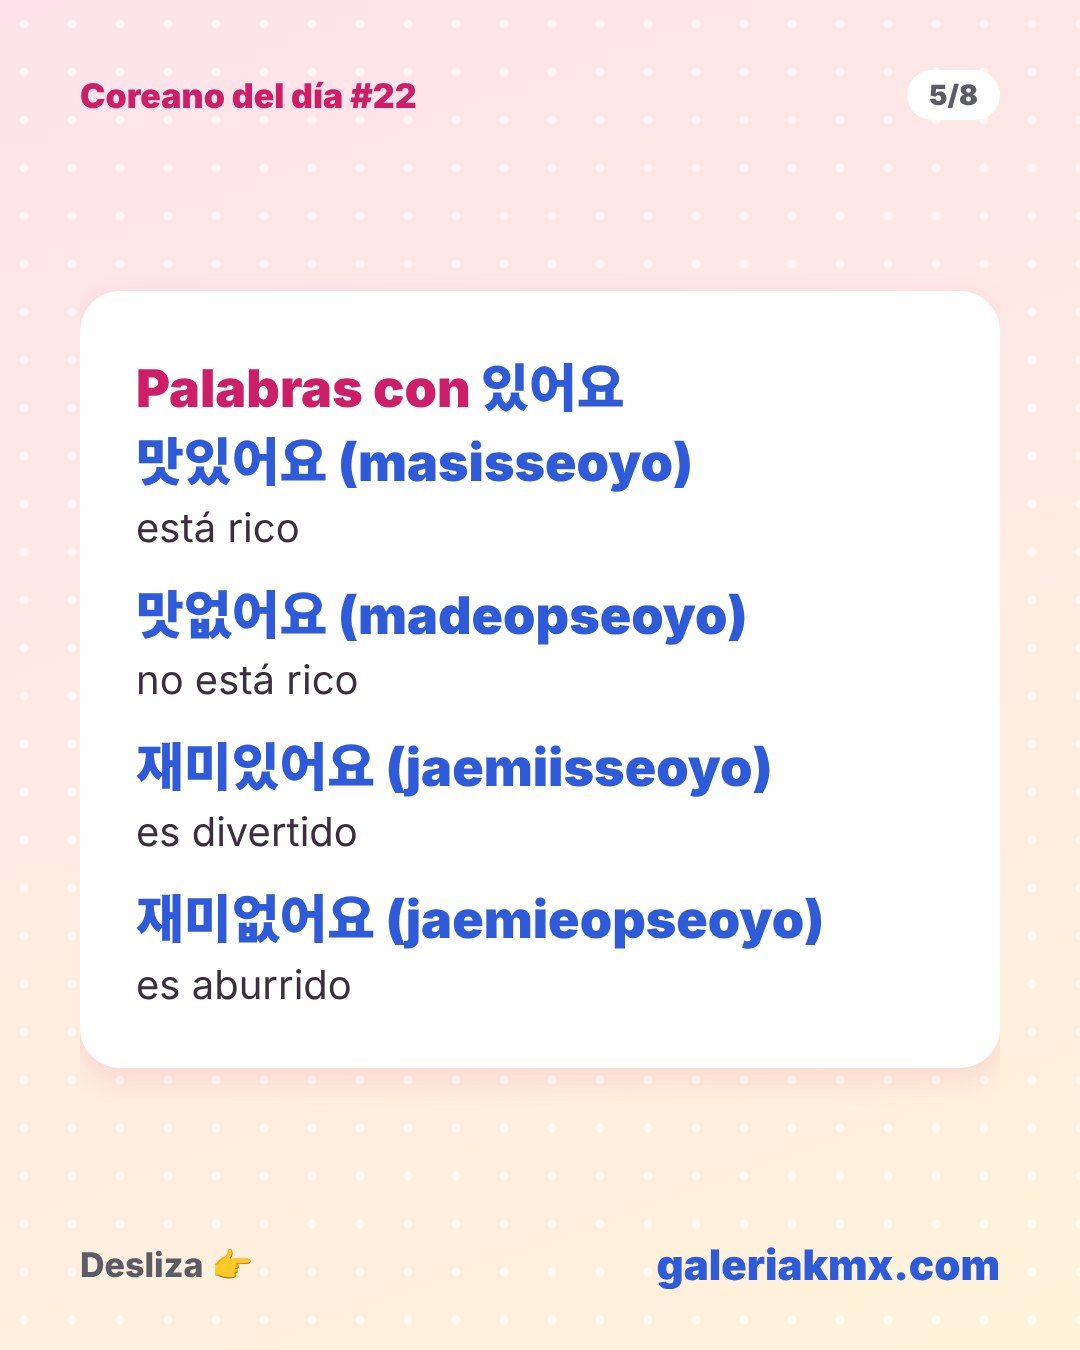 Coreano del día #22
5/8
Palabras con 있어요
맛있어요 (masisseoyo)
está rico
맛없어요 (madeopseoyo)
no está rico
재미있어요 (jaemiisseoyo)
es divertido
재미없어요 (jaemieopseoyo)
es aburrido
Desliza 👉
galeriakmx.com